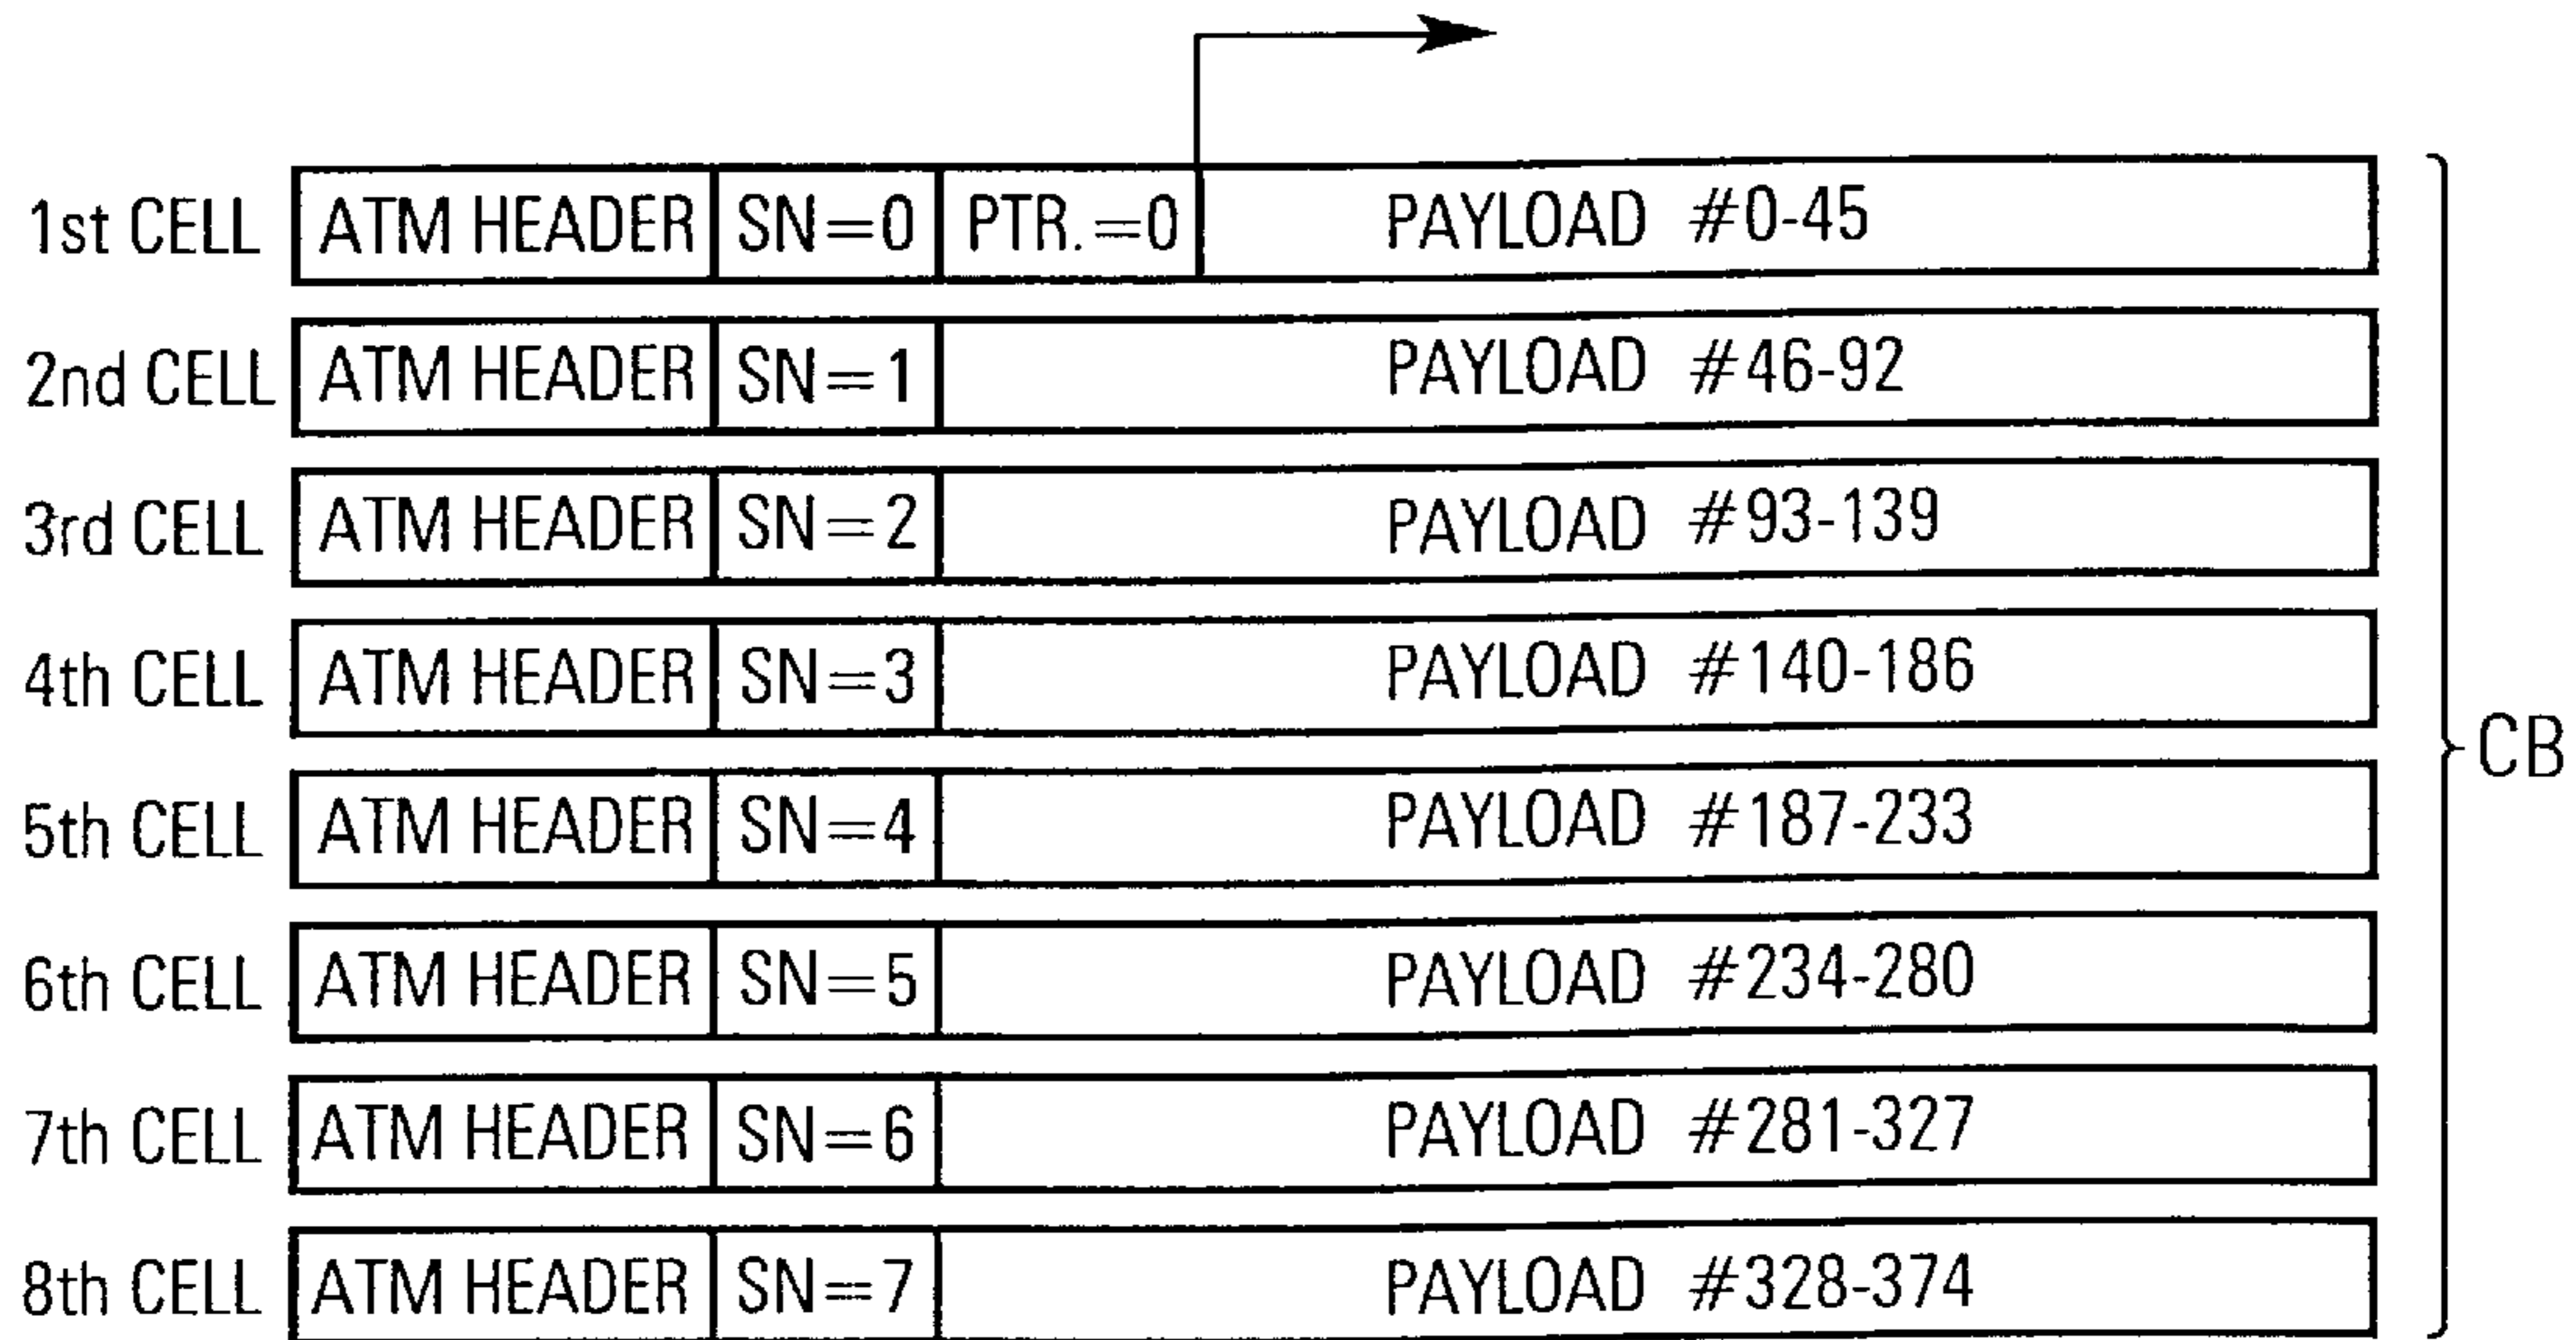 1st CELL ATM HEADER SN=0 PTR.=0 PAYLOAD #0-45
2nd CELL ATM HEADER SN=1 PAYLOAD #46-92
3rd CELL ATM HEADER SN=2 PAYLOAD #93-139
4th CELL ATM HEADER SN=3 PAYLOAD #140-186
CB
5th CELL ATM HEADER SN=4 PAYLOAD #187-233
6th CELL ATM HEADER SN=5 PAYLOAD #234-280
7th CELL ATM HEADER SN=6 PAYLOAD #281-327
8th CELL ATM HEADER SN=7 PAYLOAD #328-374